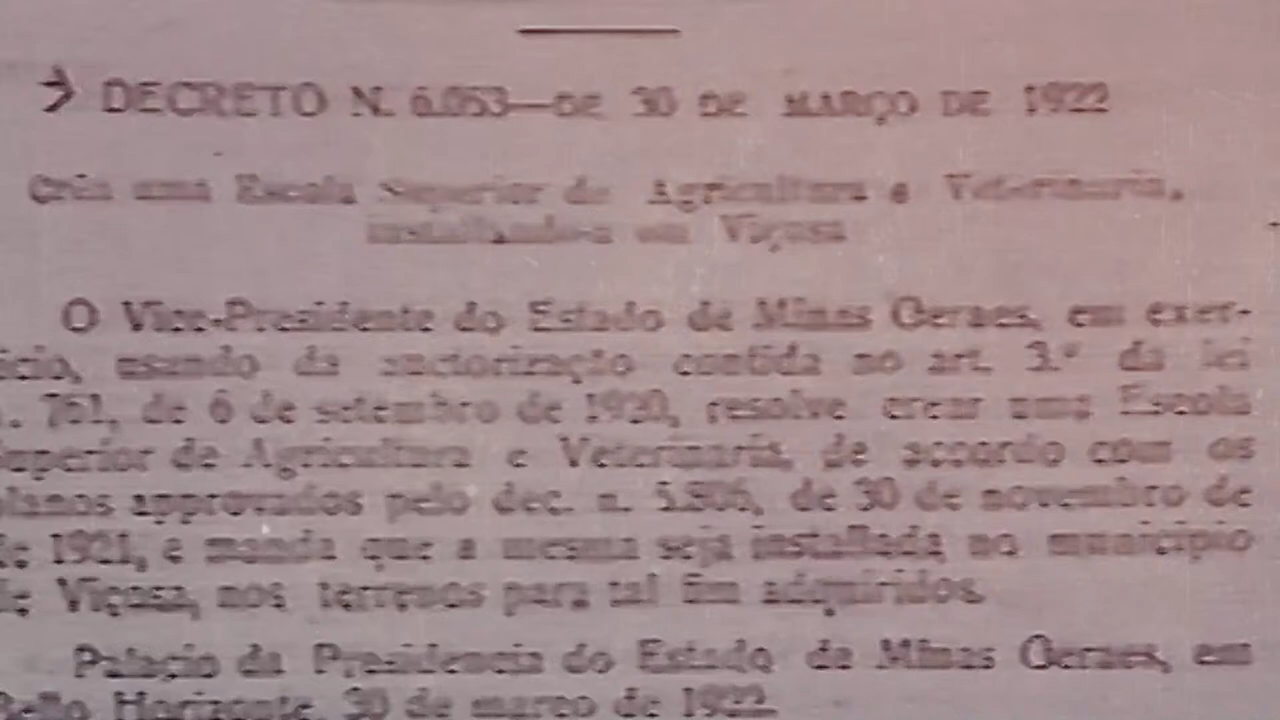 DECRETO N. 6.053—DE 30 DE MARÇO DE 1922
Cria uma Escola Superior de Agricultura e Veterinaria,
installando-a em Viçosa
O Vice-Presidente do Estado de Minas Geraes, em exer-
icio, usando da auctorização contida no art. 3.º da lei
. 761, de 6 de setembro de 1920, resolve crear uma Escola
Superior de Agricultura e Veterinaria, de accordo com os
planos approvados pelo dec. n. 5.806, de 30 de novembro de
de 1921, e manda que a mesma seja installada no municipio
de Viçosa, nos terrenos para tal fim adquiridos.
Palacio da Presidencia do Estado de Minas Geraes, em
Bello Horizonte, 30 de março de 1922.